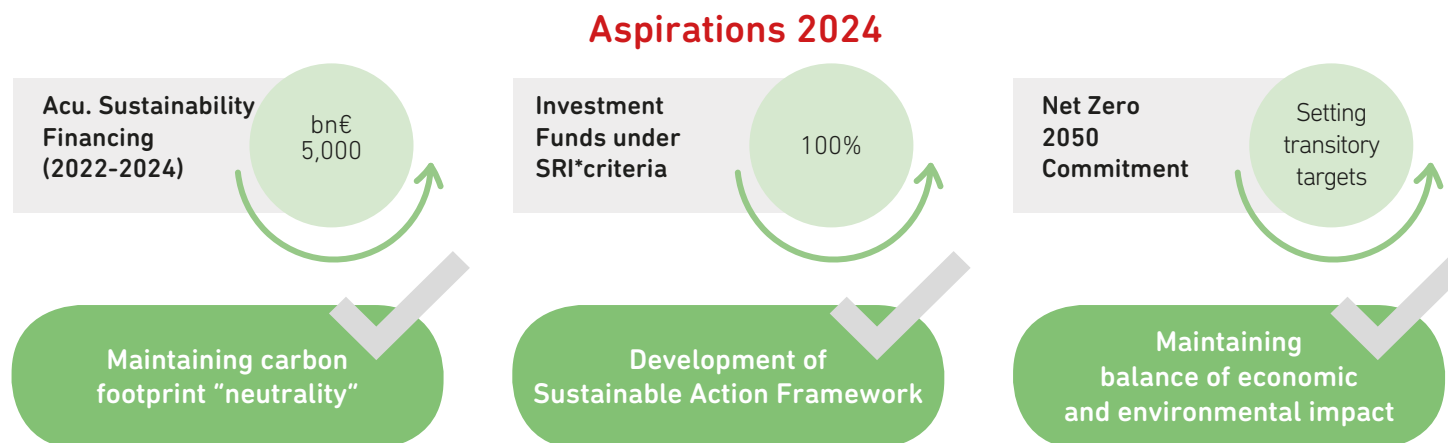 Aspirations 2024
Acu. Sustainability
Financing
(2022-2024)
bn€
5,000
Investment
Funds under
SRI*criteria
100%
Net Zero
2050
Commitment
Setting
transitory
targets
Maintaining carbon
footprint “neutrality”
Development of
Sustainable Action Framework
Maintaining
balance of economic
and environmental impact